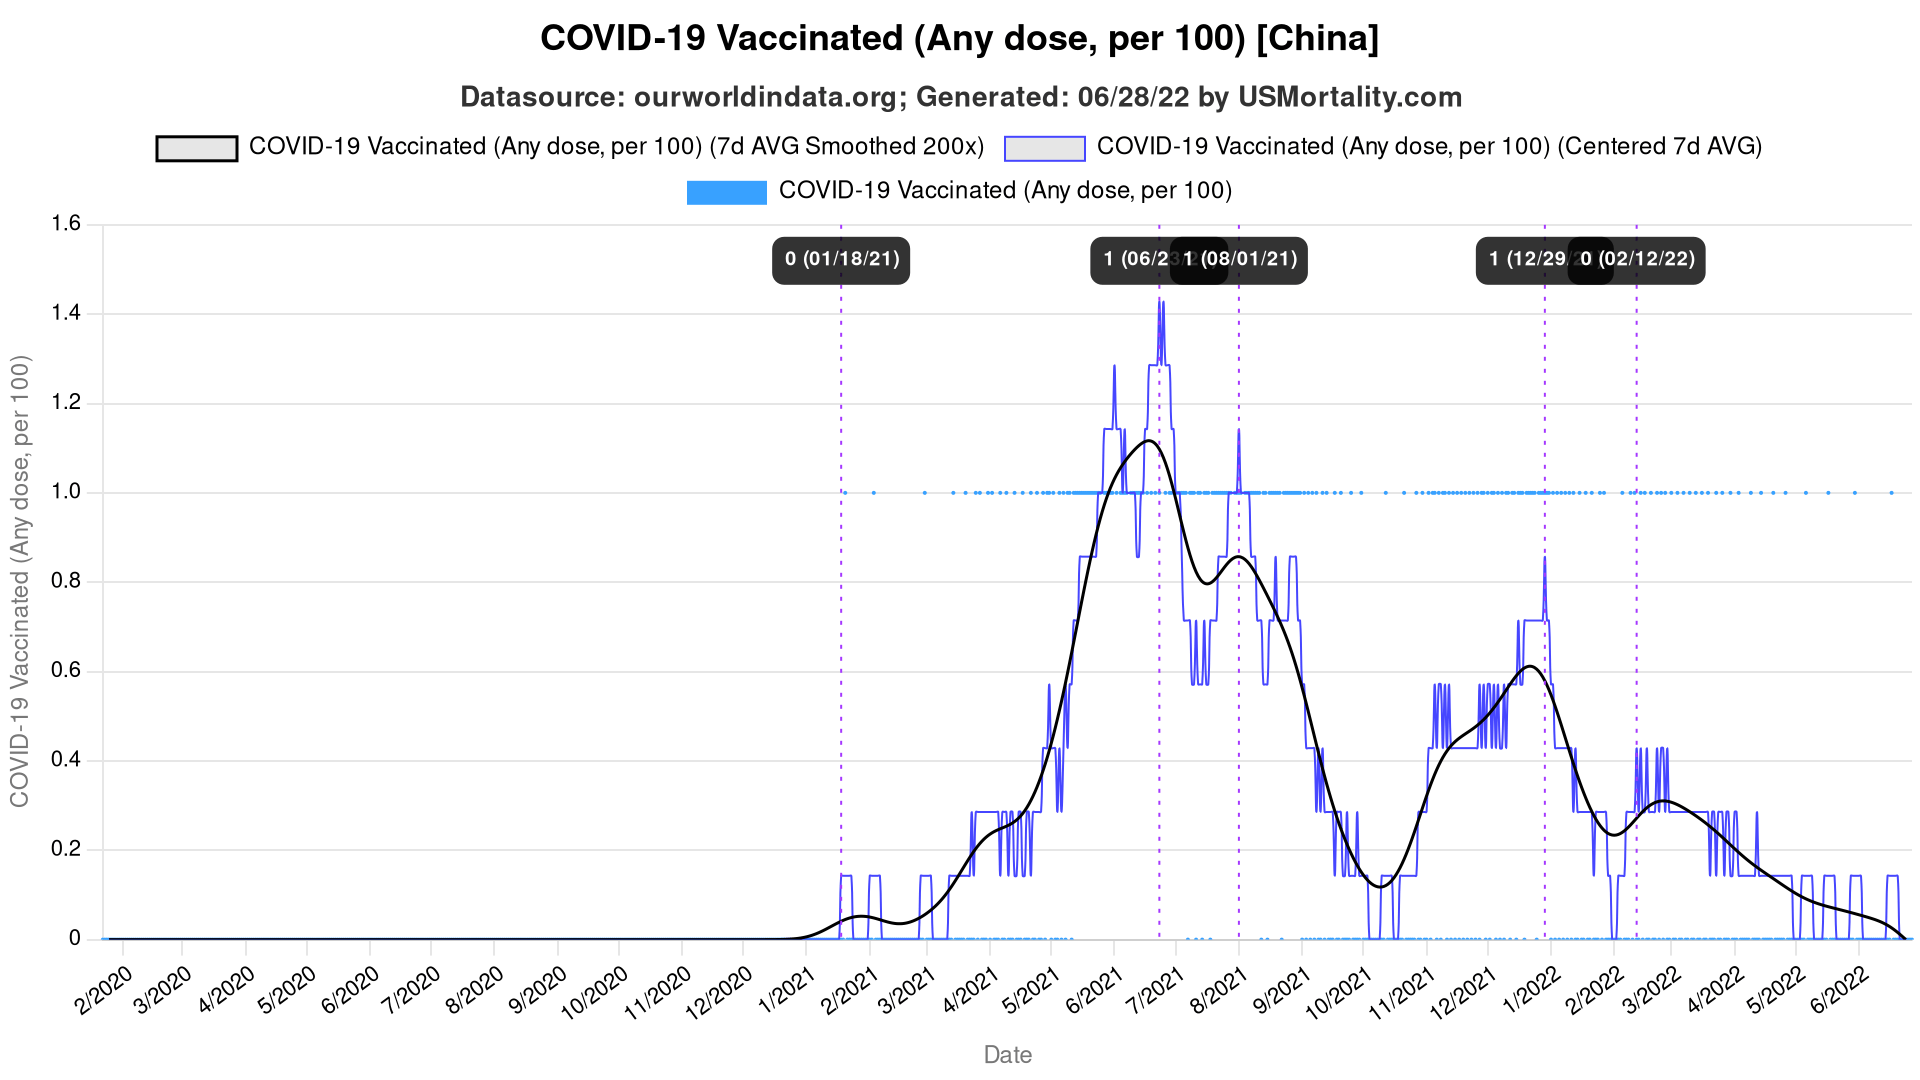 COVID-19 Vaccinated (Any dose, per 100) [China]
Datasource: ourworldindata.org; Generated: 06/28/22 by USMortality.com
COVID-19 Vaccinated (Any dose, per 100) (7d AVG Smoothed 200x) COVID-19 Vaccinated (Any dose, per 100) (Centered 7d AVG)
COVID-19 Vaccinated (Any dose, per 100)
0 (01/18/21) 1 (06/23 1 (08/01/21) 1 (12/29/ 0 (02/12/22)
COVID-19 Vaccinated (Any dose, per 100)
1.6
1.4
1.2
1.0
0.8
0.6
0.4
0.2
0
2/2020 3/2020 4/2020 5/2020 6/2020 7/2020 8/2020 9/2020 10/2020 11/2020 12/2020 1/2021 2/2021 3/2021 4/2021 5/2021 6/2021 7/2021 8/2021 9/2021 10/2021 11/2021 12/2021 1/2022 2/2022 3/2022 4/2022 5/2022 6/2022
Date